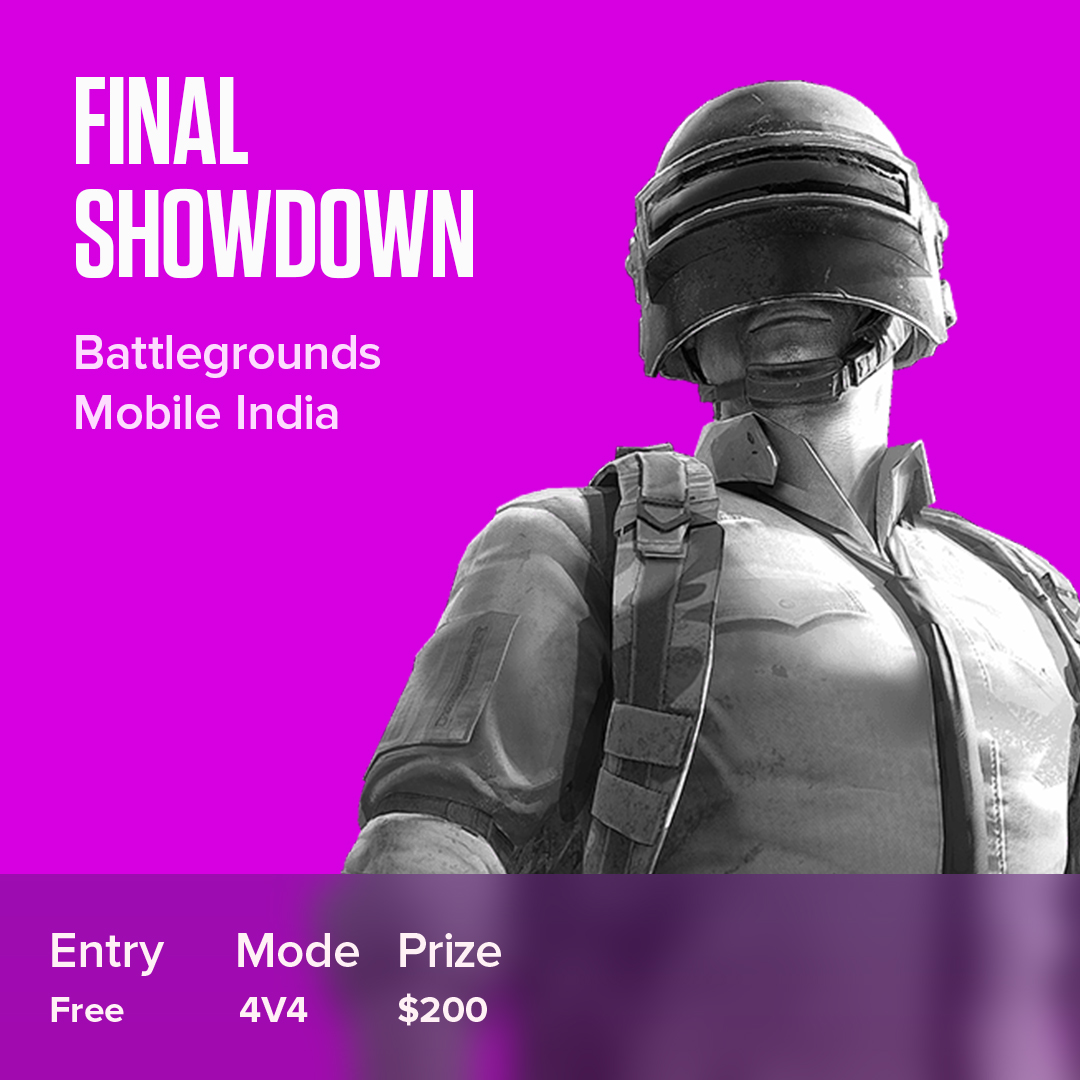 FINAL
SHOWDOWN
Battlegrounds
Mobile India
Entry Mode Prize
Free 4V4 $200